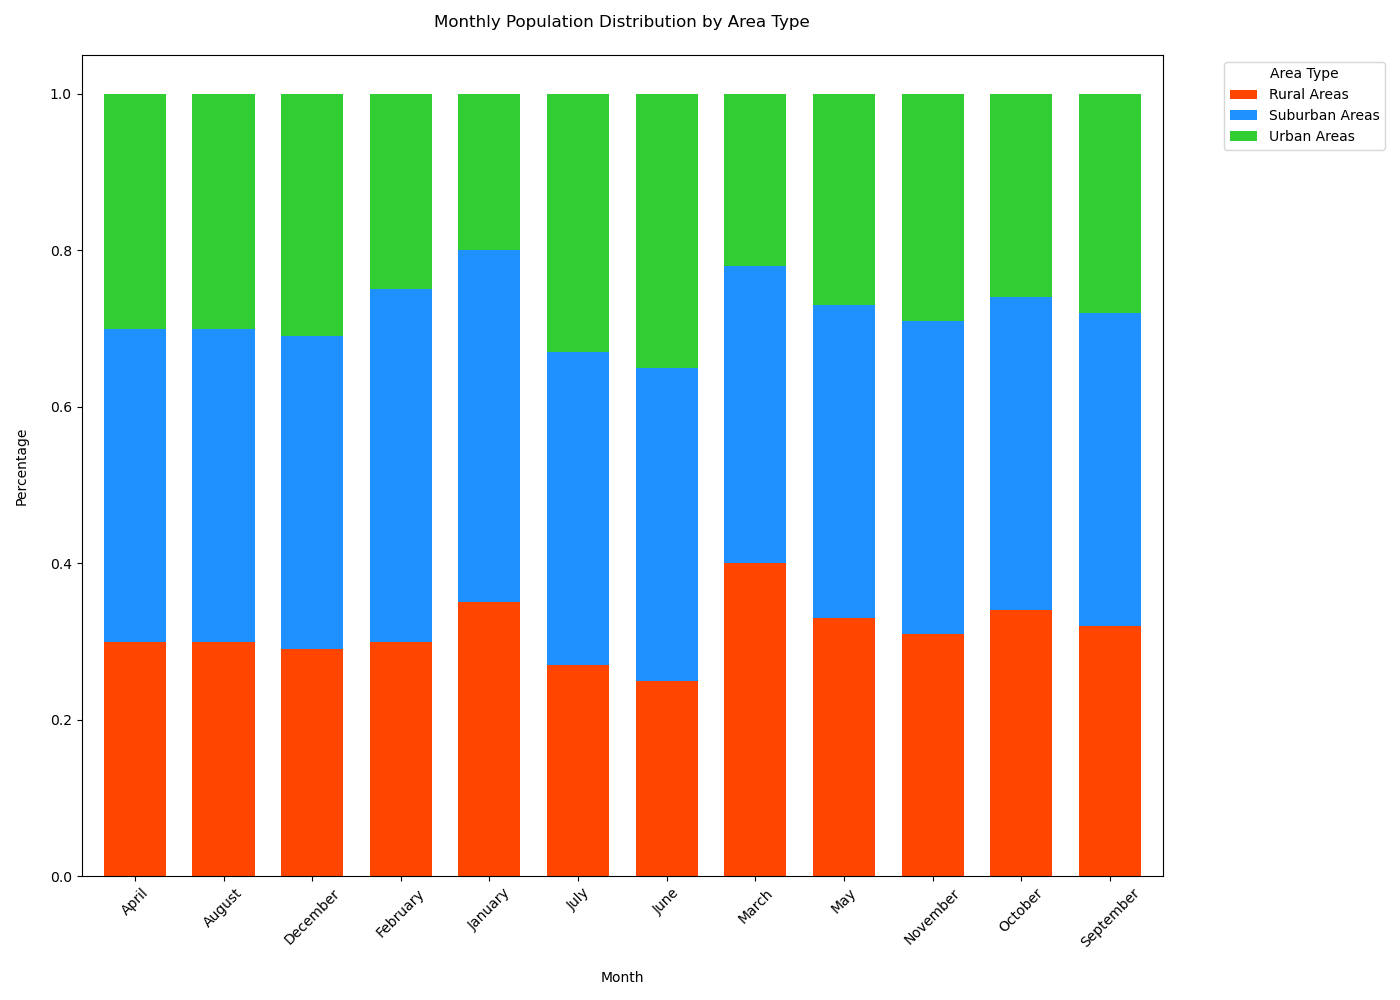 Monthly Population Distribution by Area Type
Area Type
Rural Areas
Suburban Areas
Urban Areas
Percentage
1.0
0.8
0.6
0.4
0.2
0.0
April
August
December
February
January
July
June
March
May
November
October
September
Month